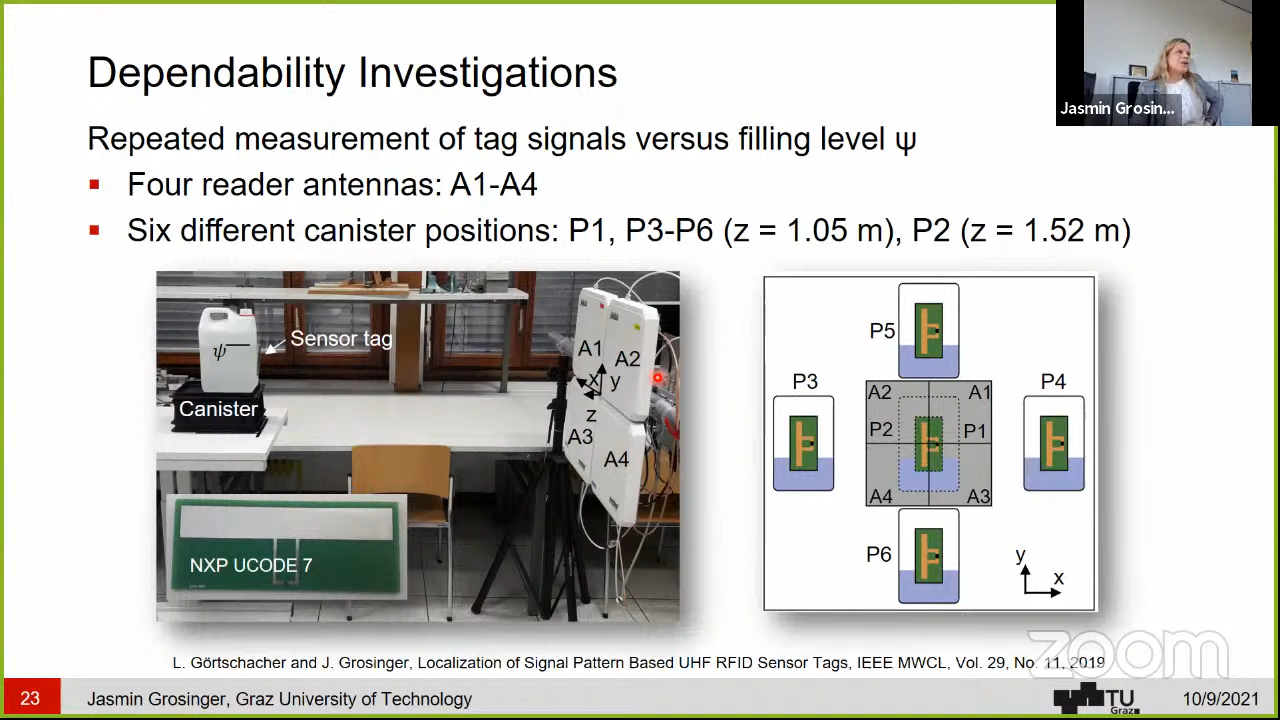 Dependability Investigations
Jasmin Grosin...
Repeated measurement of tag signals versus filling level ψ
Four reader antennas: A1-A4
Six different canister positions: P1, P3-P6 (z = 1.05 m), P2 (z = 1.52 m)
ψ
Sensor tag
Canister
A1
A2
x
y
z
A3
A4
NXP UCODE 7
P5
P3
P4
A2
A1
P2
P1
A4
A3
P6
y
x
zoom
L. Görtschacher and J. Grosinger, Localization of Signal Pattern Based UHF RFID Sensor Tags, IEEE MWCL, Vol. 29, No. 11, 2019
23
Jasmin Grosinger, Graz University of Technology
TU
Graz
10/9/2021